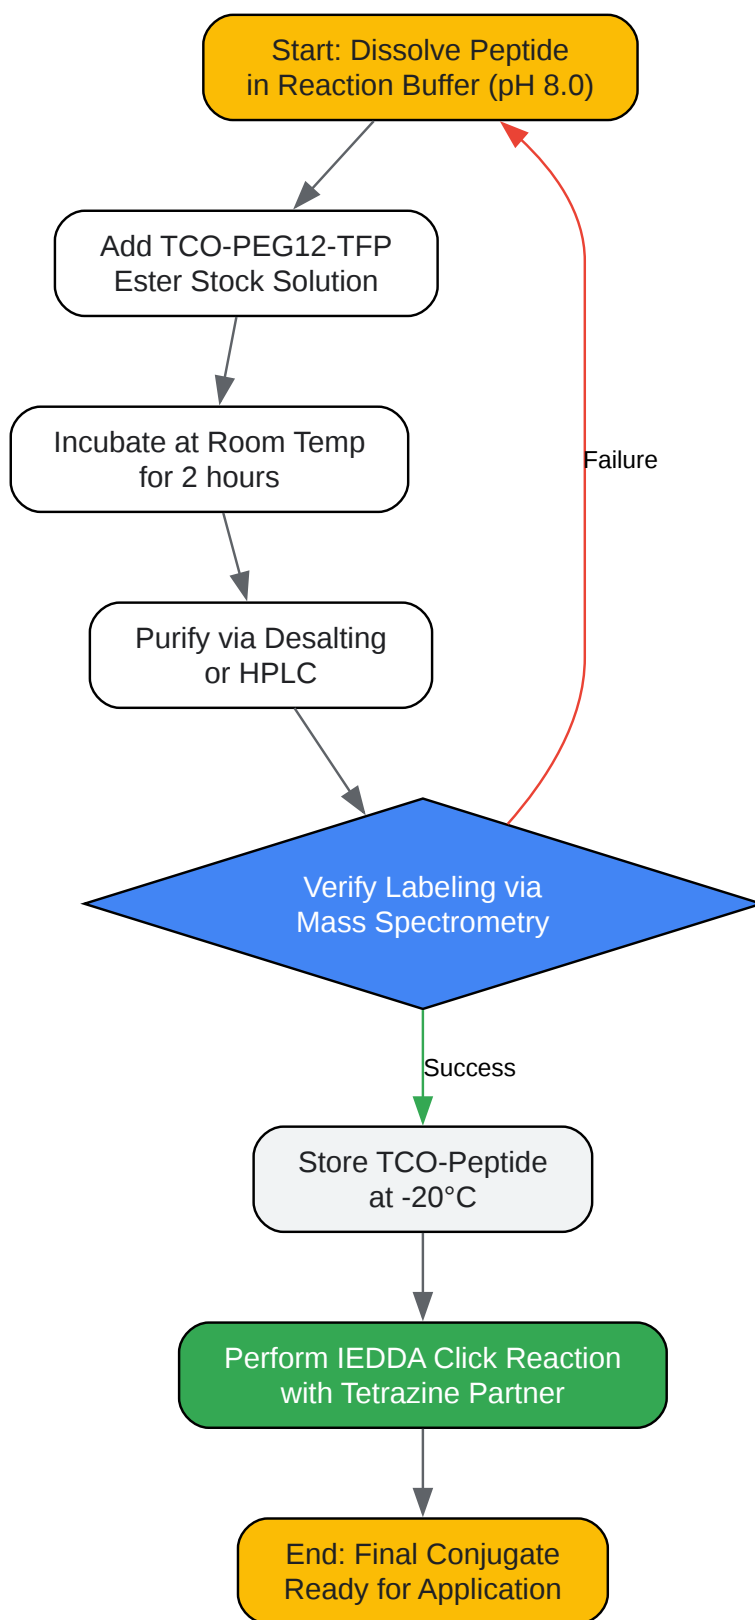 Start: Dissolve Peptide
in Reaction Buffer (pH 8.0)
Add TCO-PEG12-TFP
Ester Stock Solution
Incubate at Room Temp
for 2 hours
Failure
Purify via Desalting
or HPLC
Verify Labeling via
Mass Spectrometry
Success
Store TCO-Peptide
at -20°C
Perform IEDDA Click Reaction
with Tetrazine Partner
End: Final Conjugate
Ready for Application